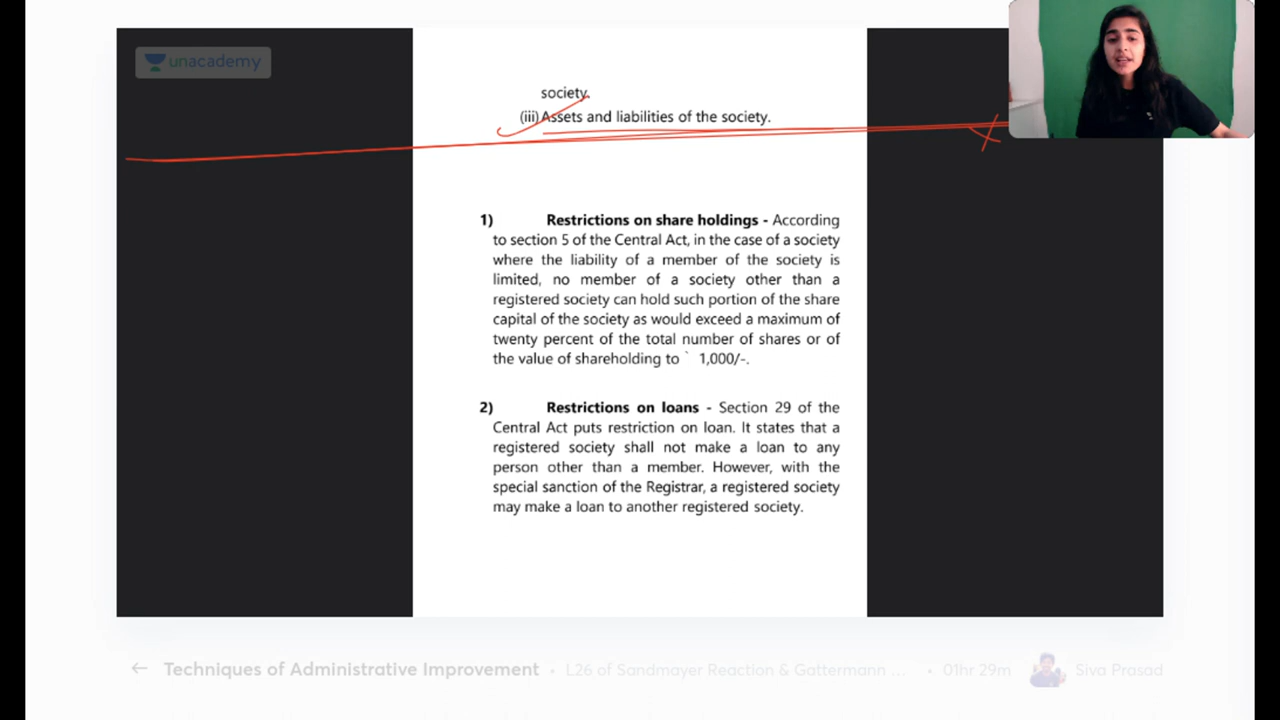 unacademy
society.
(iii) Assets and liabilities of the society.
1) Restrictions on share holdings - According
to section 5 of the Central Act, in the case of a society
where the liability of a member of the society is
limited, no member of a society other than a
registered society can hold such portion of the share
capital of the society as would exceed a maximum of
twenty percent of the total number of shares or of
the value of shareholding to ` 1,000/-.
2) Restrictions on loans - Section 29 of the
Central Act puts restriction on loan. It states that a
registered society shall not make a loan to any
person other than a member. However, with the
special sanction of the Registrar, a registered society
may make a loan to another registered society.
← Techniques of Administrative Improvement • L26 of Sandmayer Reaction & Gattermann ... • 01hr 29m Siva Prasad